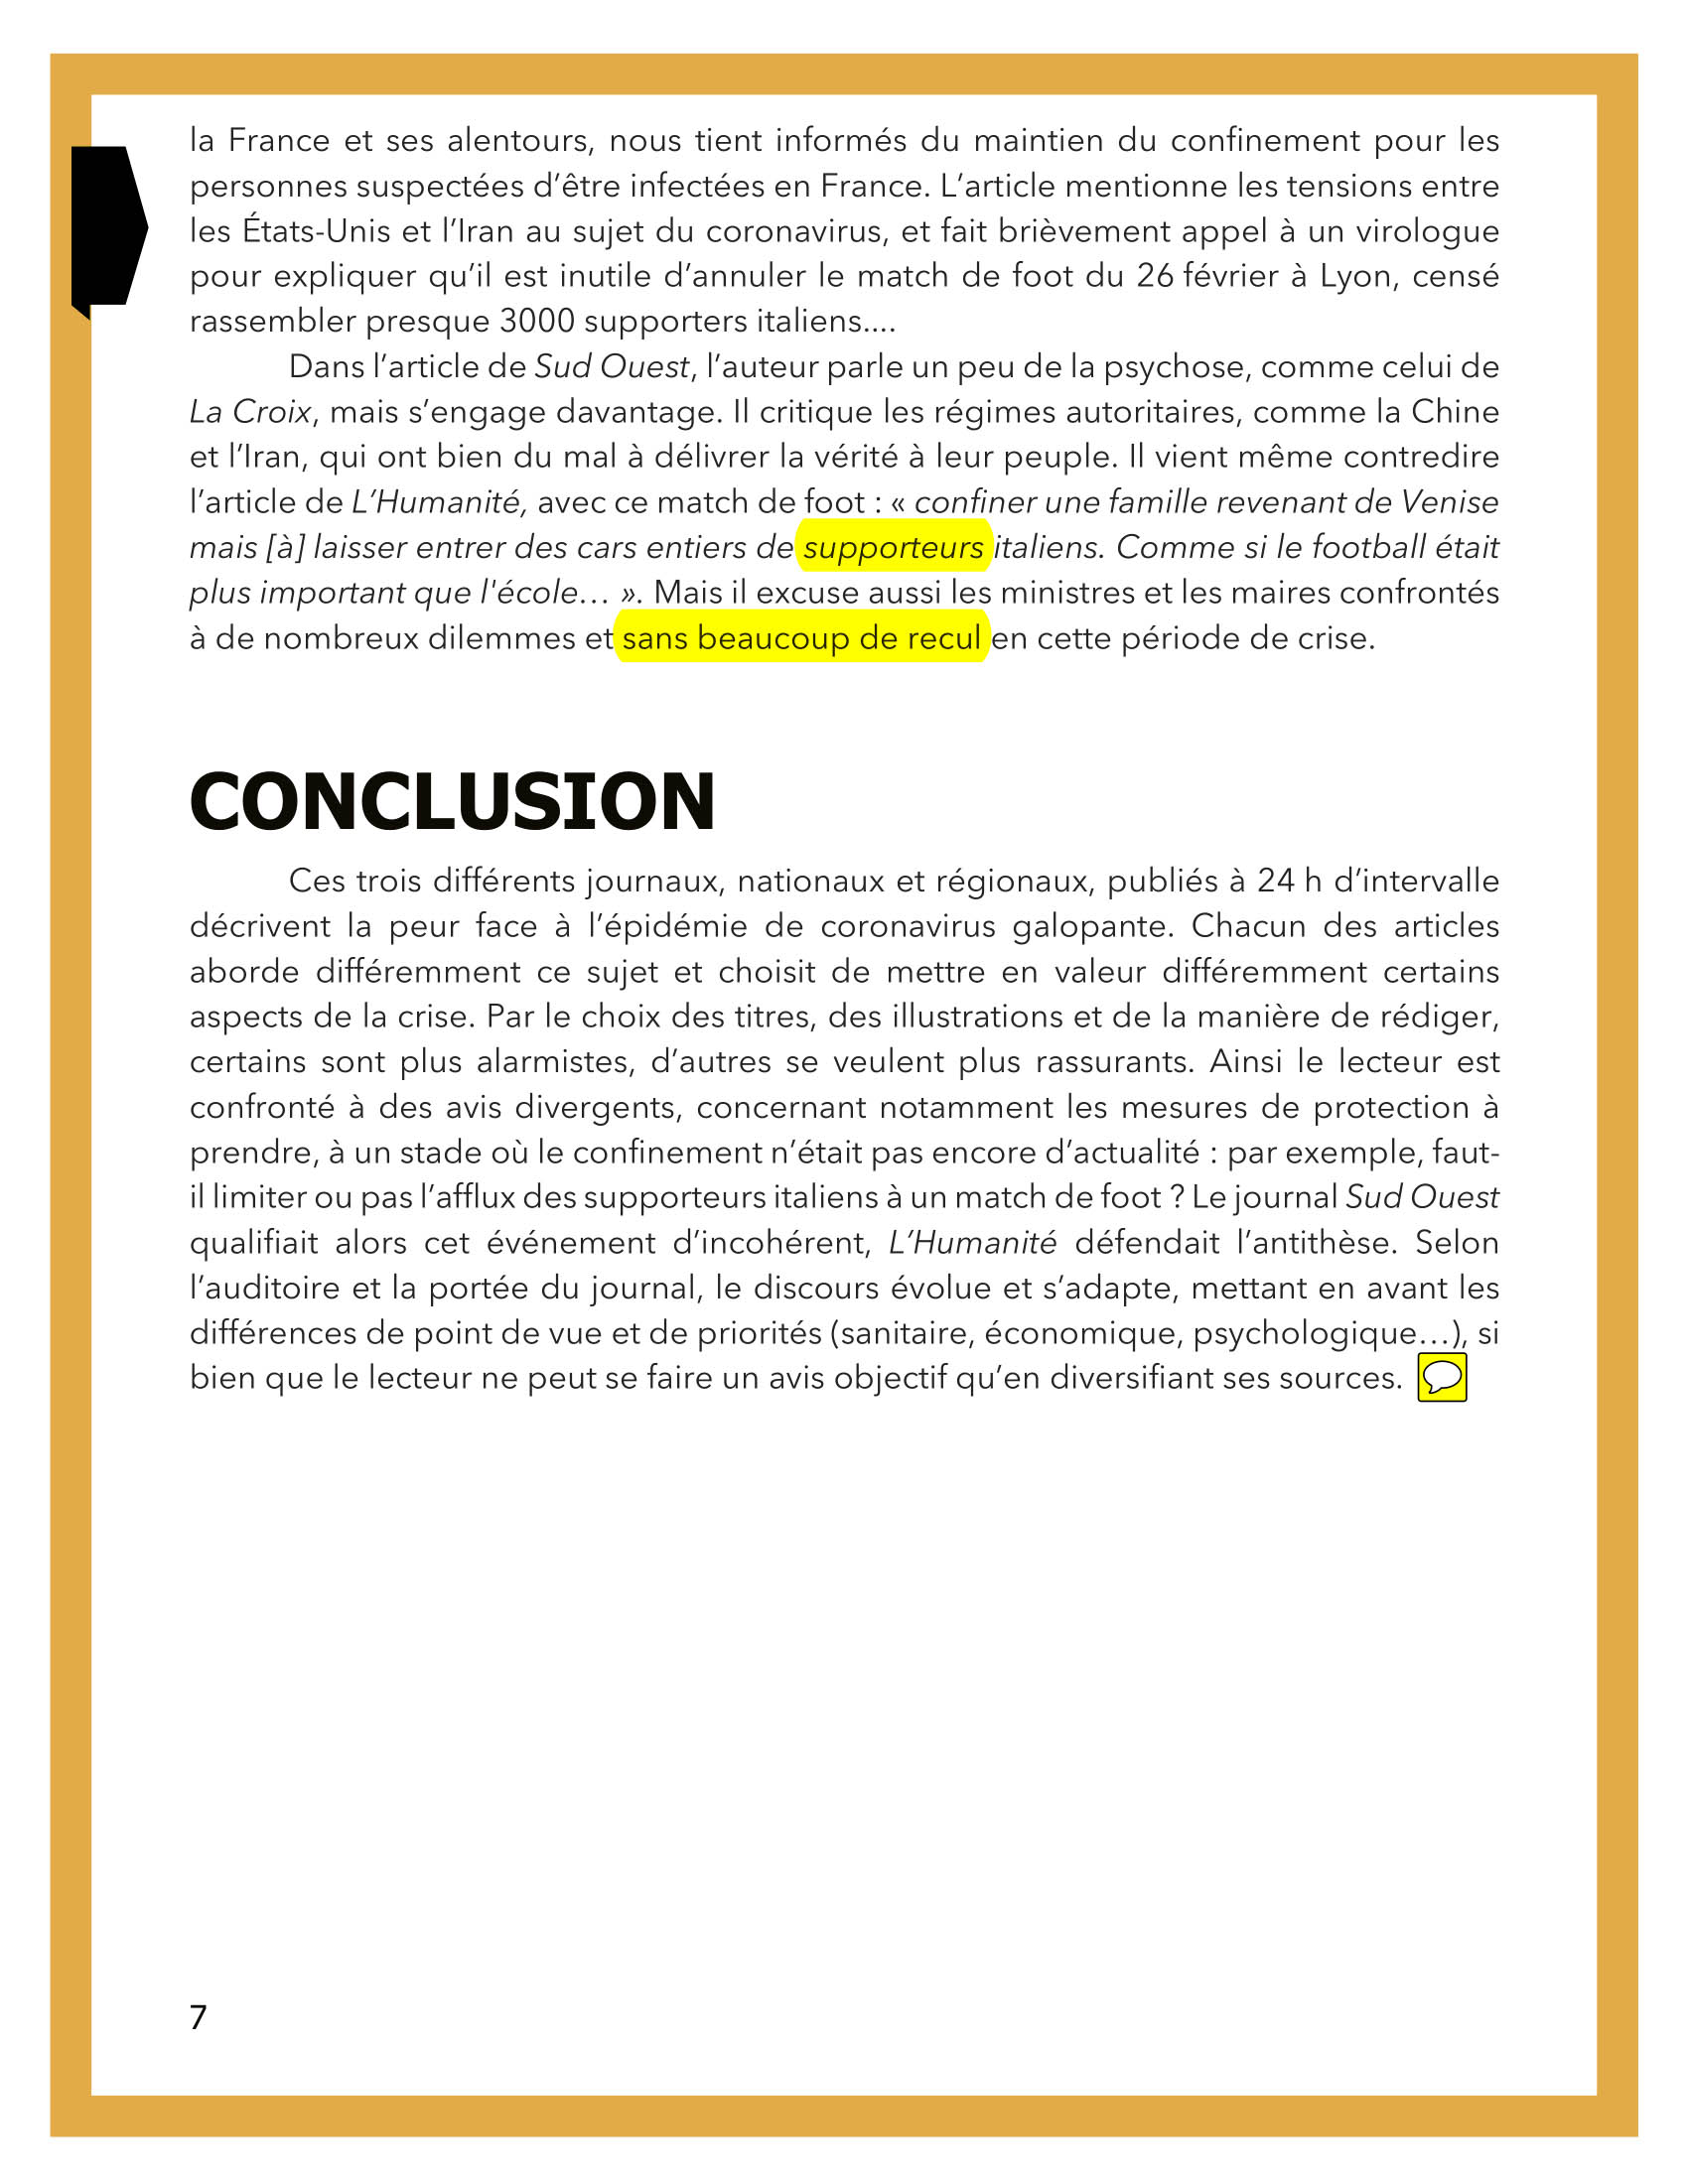 la France et ses alentours, nous tient informés du maintien du confinement pour les
personnes suspectées d’être infectées en France. L’article mentionne les tensions entre
les États-Unis et l’Iran au sujet du coronavirus, et fait brièvement appel à un virologue
pour expliquer qu’il est inutile d’annuler le match de foot du 26 février à Lyon, censé
rassembler presque 3000 supporters italiens....
Dans l’article de Sud Ouest, l’auteur parle un peu de la psychose, comme celui de
La Croix, mais s’engage davantage. Il critique les régimes autoritaires, comme la Chine
et l’Iran, qui ont bien du mal à délivrer la vérité à leur peuple. Il vient même contredire
l’article de L’Humanité, avec ce match de foot : « confiner une famille revenant de Venise
mais [à] laisser entrer des cars entiers de supporteurs italiens. Comme si le football était
plus important que l'école… ». Mais il excuse aussi les ministres et les maires confrontés
à de nombreux dilemmes et sans beaucoup de recul en cette période de crise.
CONCLUSION
Ces trois différents journaux, nationaux et régionaux, publiés à 24 h d’intervalle
décrivent la peur face à l’épidémie de coronavirus galopante. Chacun des articles
aborde différemment ce sujet et choisit de mettre en valeur différemment certains
aspects de la crise. Par le choix des titres, des illustrations et de la manière de rédiger,
certains sont plus alarmistes, d’autres se veulent plus rassurants. Ainsi le lecteur est
confronté à des avis divergents, concernant notamment les mesures de protection à
prendre, à un stade où le confinement n’était pas encore d’actualité : par exemple, faut-
il limiter ou pas l’afflux des supporteurs italiens à un match de foot ? Le journal Sud Ouest
qualifiait alors cet événement d’incohérent, L’Humanité défendait l’antithèse. Selon
l’auditoire et la portée du journal, le discours évolue et s’adapte, mettant en avant les
différences de point de vue et de priorités (sanitaire, économique, psychologique…), si
bien que le lecteur ne peut se faire un avis objectif qu’en diversifiant ses sources.
7